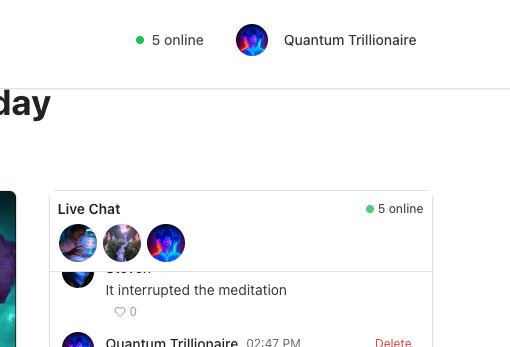 5 online
Quantum Trillionaire
day
Live Chat
5 online
Steven
It interrupted the meditation
0
Quantum Trillionaire 02:47 PM Delete